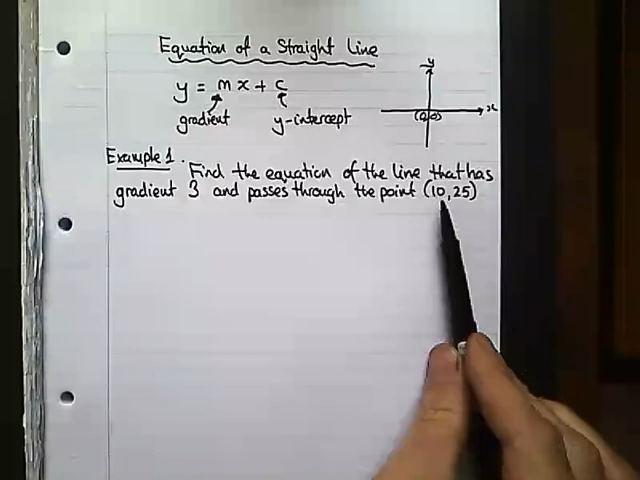 Equation of a Straight Line
y
y = mx + c
x
(0,0)
gradient y-intercept
Example 1. Find the equation of the line that has
gradient 3 and passes through the point (10,25)